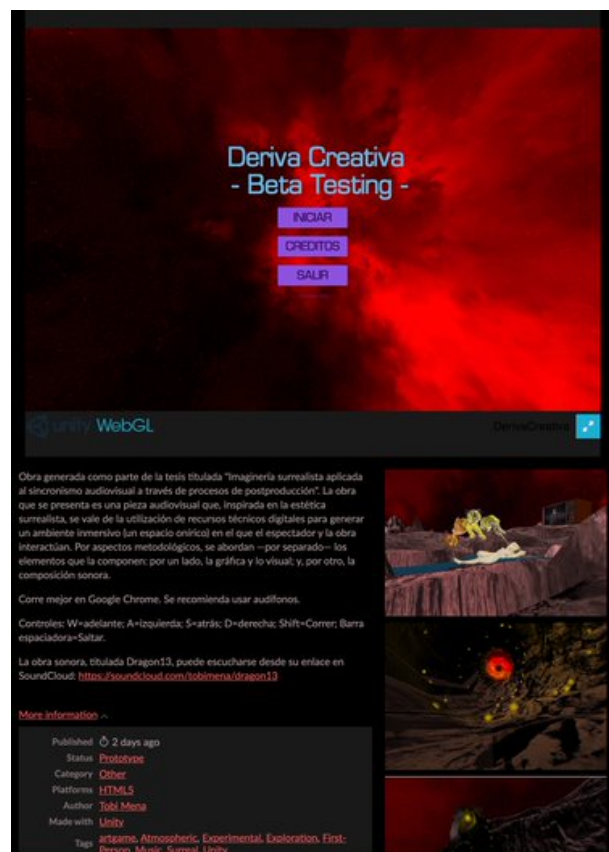 Deriva Creativa
- Beta Testing -
INICIAR
CREDITOS
SALIR
unity WebGL
DerivaCreativa
Obra generada como parte de la tesis titulada "Imaginería surrealista aplicada
al sincronismo audiovisual a través de procesos de postproducción". La obra
que se presenta es una pieza audiovisual que, inspirada en la estética
surrealista, se vale de la utilización de recursos técnicos digitales para generar
un ambiente inmersivo (un espacio onírico) en el que el espectador y la obra
interactúan. Por aspectos metodológicos, se abordan —por separado— los
elementos que la componen: por un lado, la gráfica y lo visual; y, por otro, la
composición sonora.
Corre mejor en Google Chrome. Se recomienda usar audífonos.
Controles: W=adelante; A=izquierda; S=atrás; D=derecha; Shift=Correr; Barra
espaciadora=Saltar.
La obra sonora, titulada Dragon13, puede escucharse desde su enlace en
SoundCloud: https://soundcloud.com/tobimena/dragon13
More information
Published 2 days ago
Status Prototype
Category Other
Platforms HTML5
Author Tobi Mena
Made with Unity
Tags artgame, Atmospheric, Experimental, Exploration, First-
Person, Music, Surreal, Unity